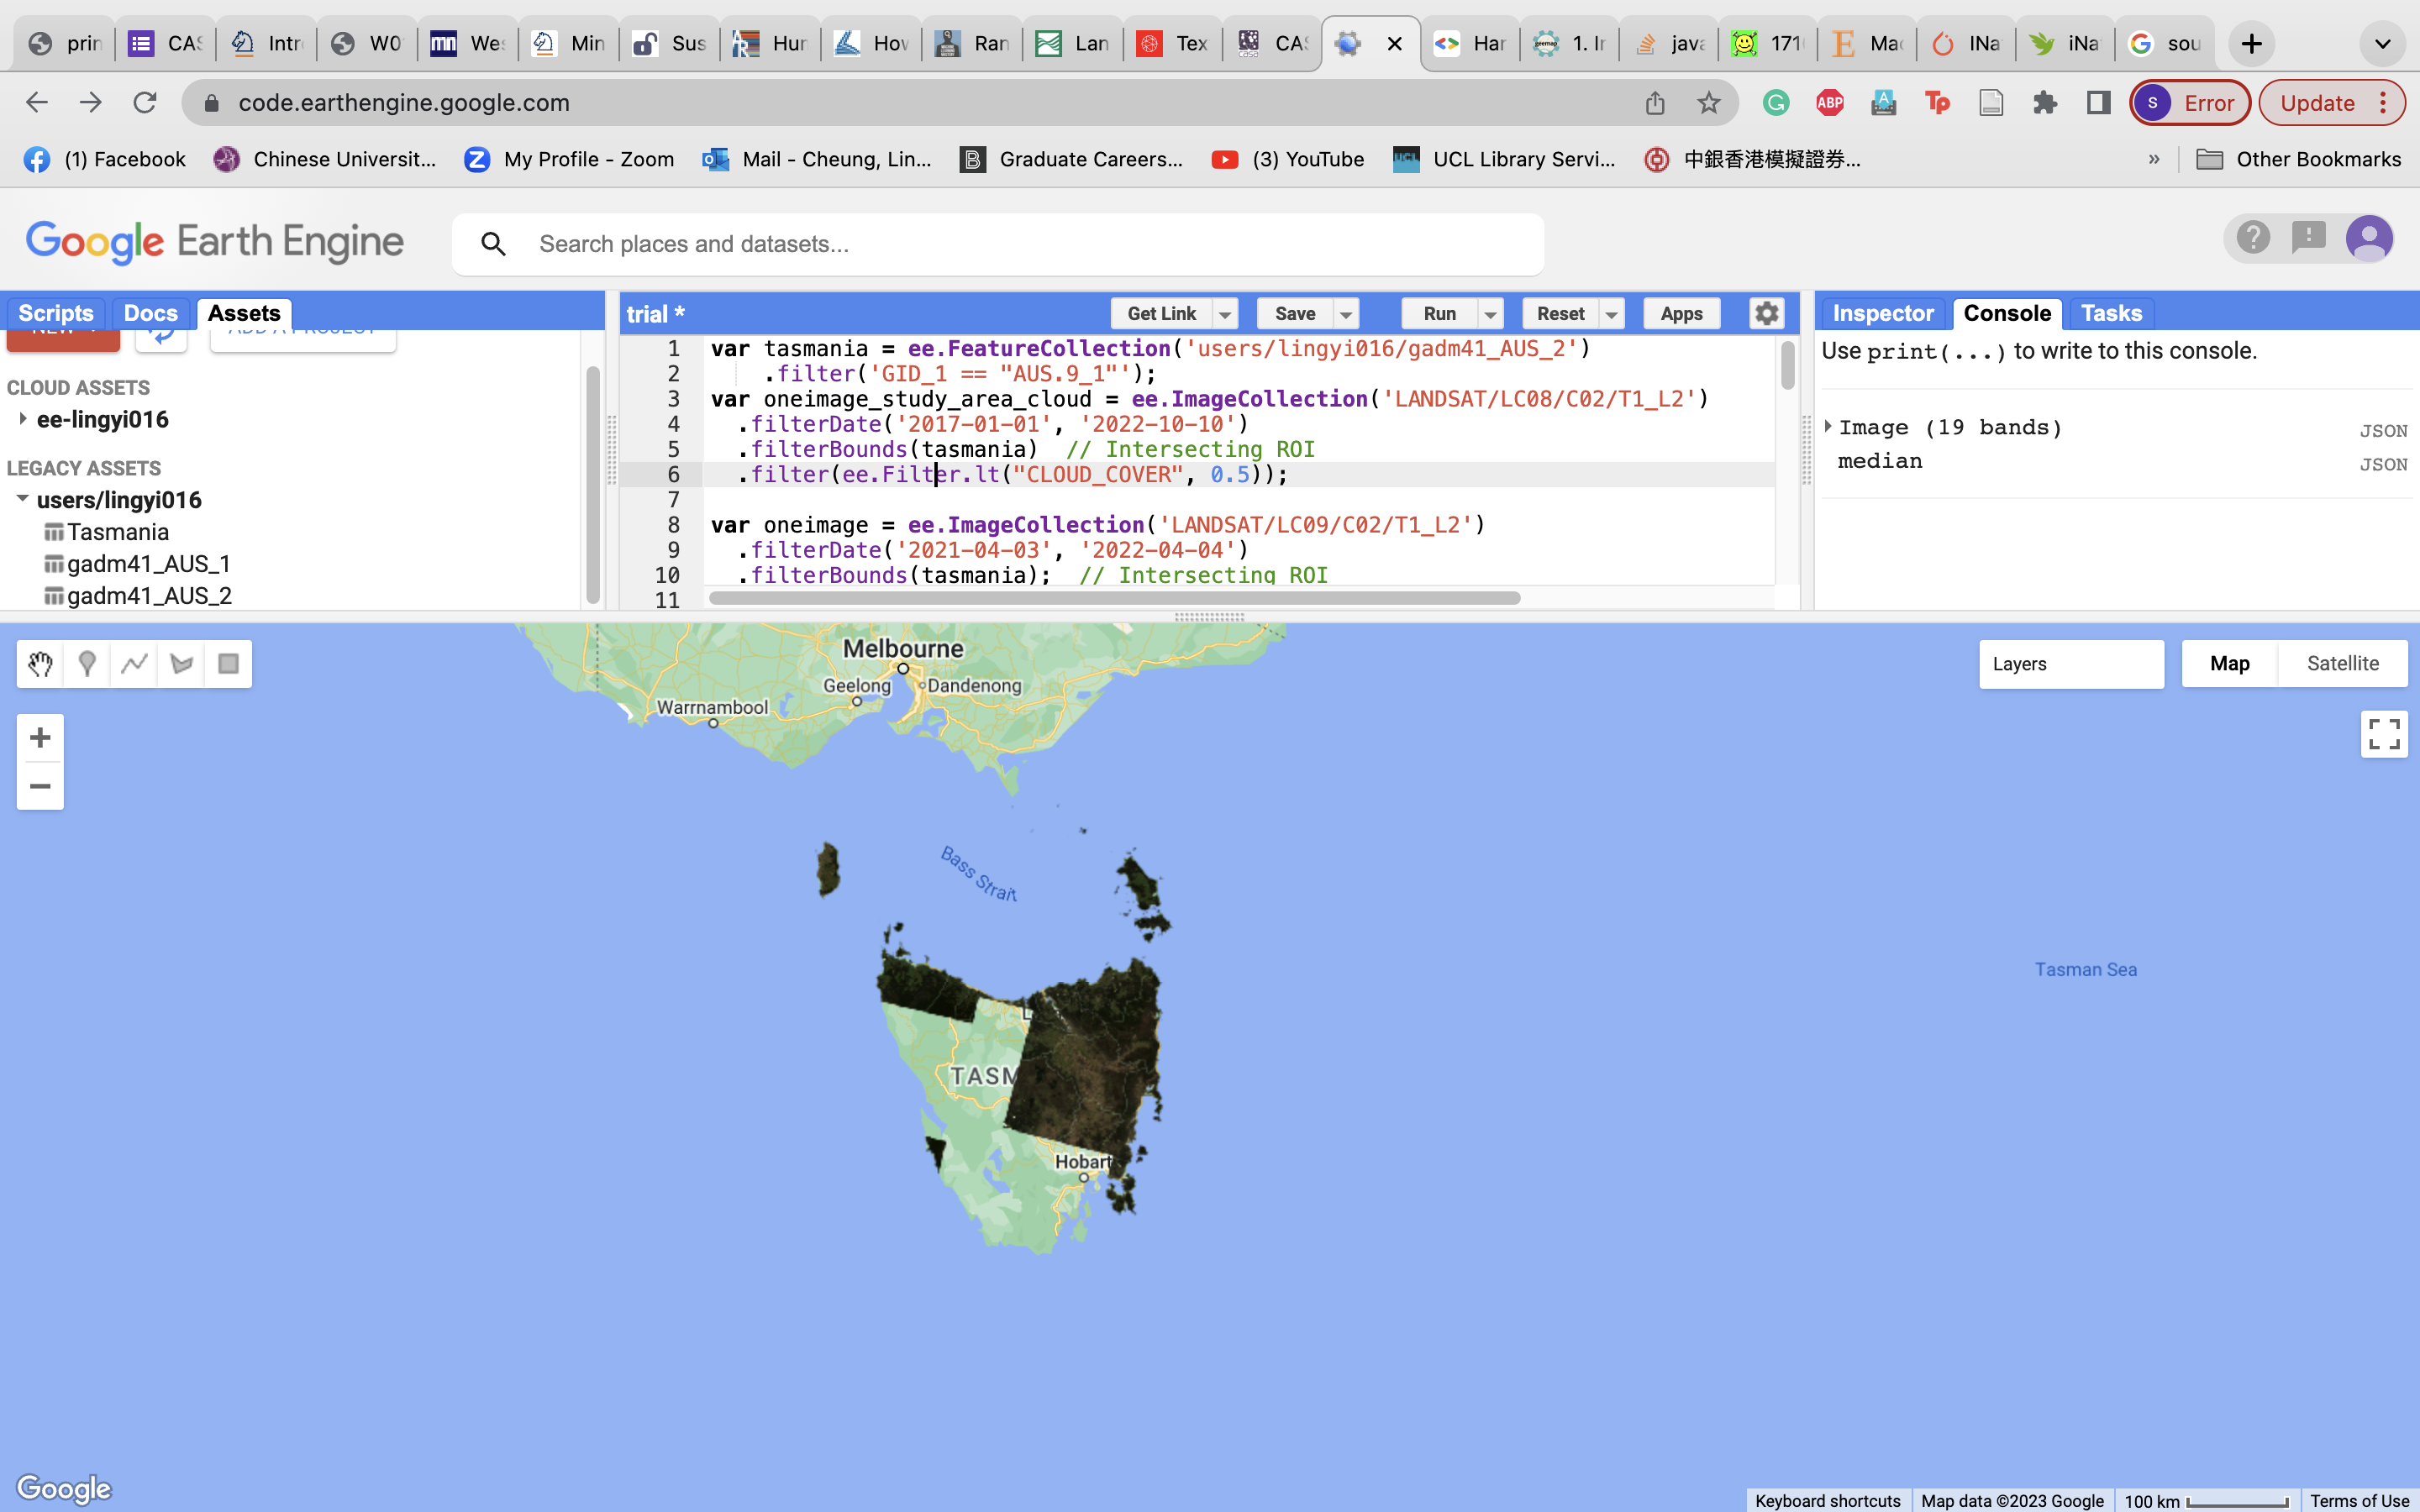 prin CAS Intr W0 We Min Sus Hur How Ran Lan Tex CAS Har 1. Ir java 171 Mac INa iNa sou
code.earthengine.google.com
ABP Tp S Error Update
(1) Facebook Chinese Universit... My Profile - Zoom Mail - Cheung, Lin... Graduate Careers... (3) YouTube UCL Library Servi... 中銀香港模擬證券... » Other Bookmarks
Google Earth Engine
Search places and datasets...
Scripts Docs Assets
NEW ADD A PROJECT
CLOUD ASSETS
ee-lingyi016
LEGACY ASSETS
users/lingyi016
Tasmania
gadm41_AUS_1
gadm41_AUS_2
trial *
Get Link Save Run Reset Apps
1 var tasmania = ee.FeatureCollection('users/lingyi016/gadm41_AUS_2')
2 .filter('GID_1 == "AUS.9_1"');
3 var oneimage_study_area_cloud = ee.ImageCollection('LANDSAT/LC08/C02/T1_L2')
4 .filterDate('2017-01-01', '2022-10-10')
5 .filterBounds(tasmania) // Intersecting ROI
6 .filter(ee.Filter.lt("CLOUD_COVER", 0.5));
7
8 var oneimage = ee.ImageCollection('LANDSAT/LC09/C02/T1_L2')
9 .filterDate('2021-04-03', '2022-04-04')
10 .filterBounds(tasmania); // Intersecting ROI
11
Inspector Console Tasks
Use print(...) to write to this console.
Image (19 bands) JSON
median JSON
Layers
Map Satellite
Melbourne
Geelong
Dandenong
Warrnambool
Bass Strait
Tasman Sea
TASM
Hobart
Google
Keyboard shortcuts Map data ©2023 Google 100 km Terms of Use